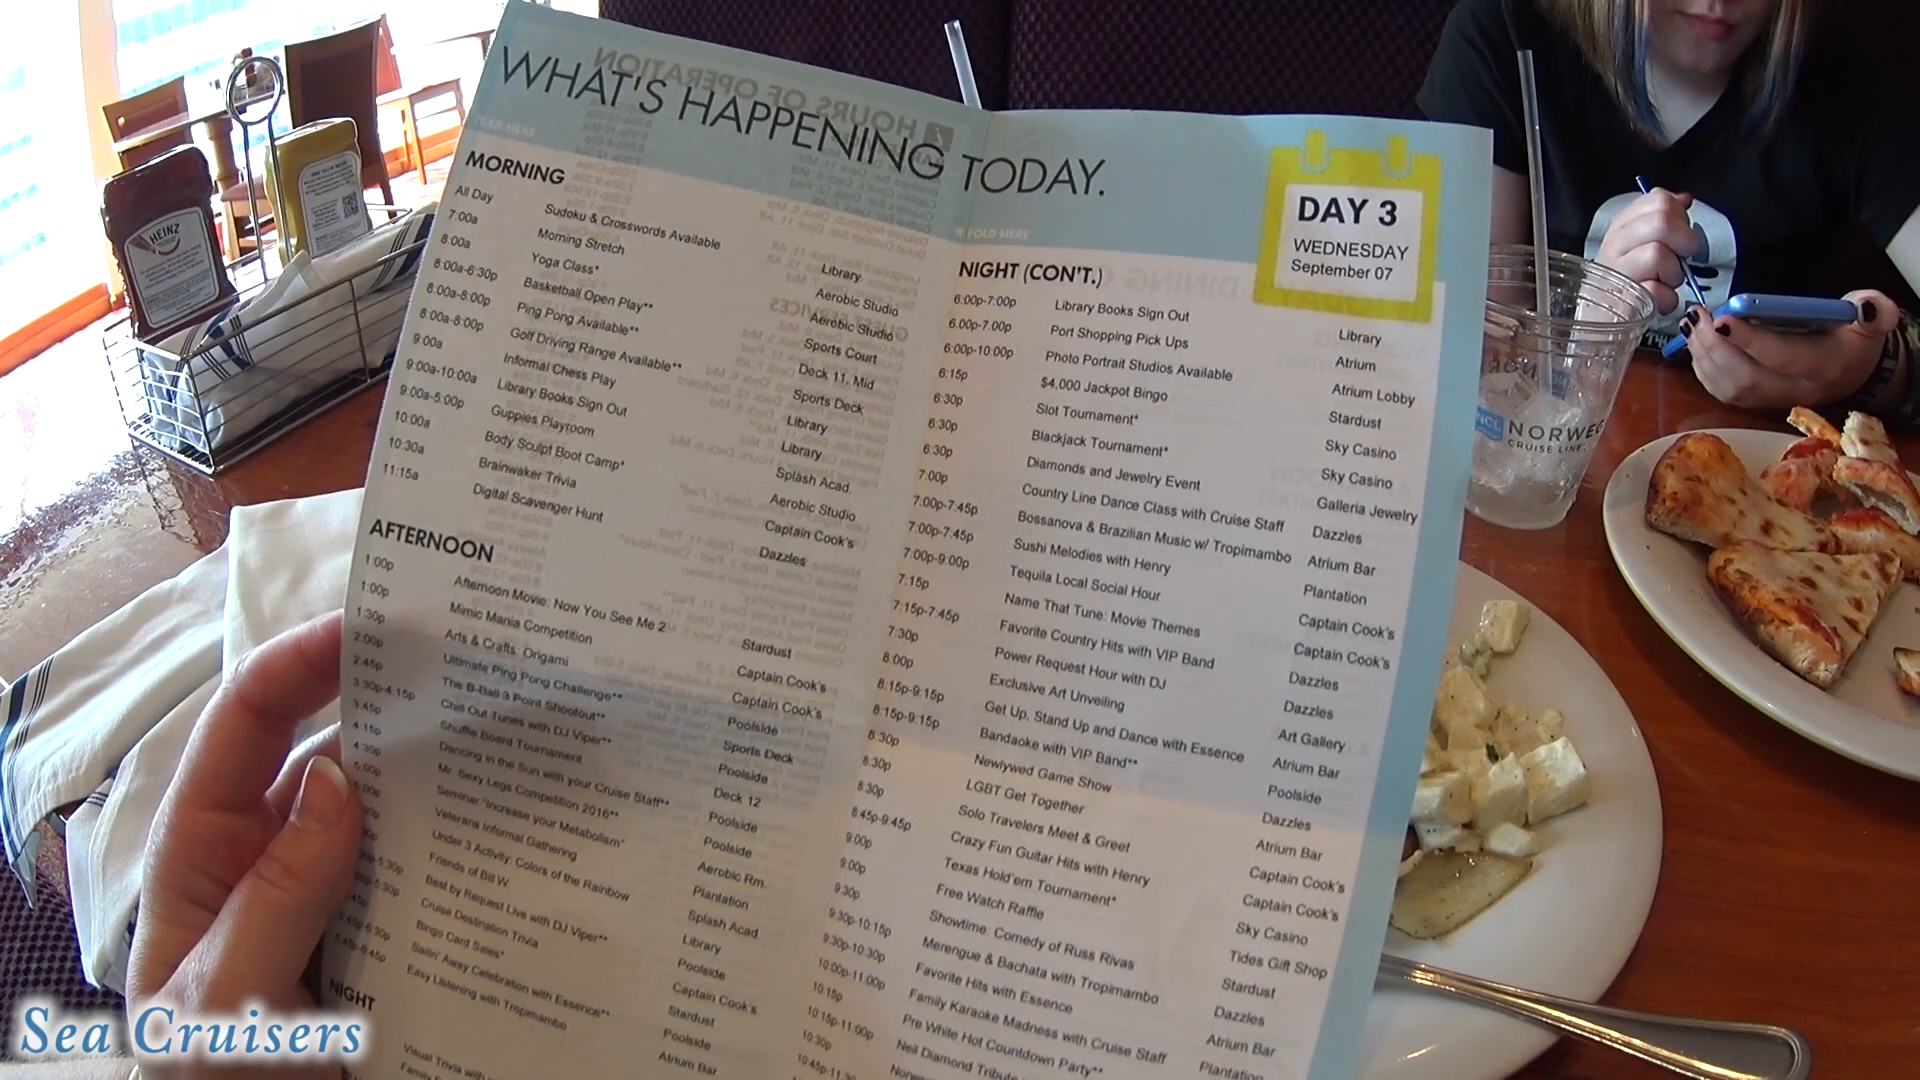 WHAT'S HAPPENING TODAY.
TEAR HERE
FOLD HERE
DAY 3
WEDNESDAY
September 07
MORNING
All Day Sudoku & Crosswords Available Library
7:00a Morning Stretch Aerobic Studio
8:00a Yoga Class* Aerobic Studio
8:00a-6:30p Basketball Open Play** Sports Court
8:00a-8:00p Ping Pong Available** Deck 11, Mid
8:00a-8:00p Golf Driving Range Available** Sports Deck
9:00a Informal Chess Play Library
9:00a-10:00a Library Books Sign Out Library
9:00a-5:00p Guppies Playroom Splash Acad.
10:00a Body Sculpt Boot Camp* Aerobic Studio
10:30a Brainwaker Trivia Captain Cook's
11:15a Digital Scavenger Hunt Dazzles
AFTERNOON
1:00p Afternoon Movie: Now You See Me 2 Stardust
1:00p Mimic Mania Competition Captain Cook's
1:30p Arts & Crafts: Origami Captain Cook's
2:00p Ultimate Ping Pong Challenge** Poolside
2:45p The B-Ball 3 Point Shootout** Sports Deck
3:30p-4:15p Chill Out Tunes with DJ Viper** Poolside
3:45p Shuffle Board Tournament Deck 12
4:15p Dancing in the Sun with your Cruise Staff** Poolside
4:30p Mr. Sexy Legs Competition 2016** Poolside
5:00p Seminar "Increase your Metabolism" Aerobic Rm.
Veterans Informal Gathering Plantation
Under 3 Activity: Colors of the Rainbow Splash Acad.
Friends of Bill W. Library
Best by Request Live with DJ Viper** Poolside
Cruise Destination Trivia Captain Cook's
Bingo Card Sales* Stardust
Sailin' Away Celebration with Essence** Poolside
5:45p-6:45p Easy Listening with Tropimambo Atrium Bar
NIGHT
Visual Trivia with
Family
NIGHT (CON'T.)
6:00p-7:00p Library Books Sign Out Library
6:00p-7:00p Port Shopping Pick Ups Atrium
6:00p-10:00p Photo Portrait Studios Available Atrium Lobby
6:15p $4,000 Jackpot Bingo Stardust
6:30p Slot Tournament* Sky Casino
6:30p Blackjack Tournament* Sky Casino
6:30p Diamonds and Jewelry Event Galleria Jewelry
7:00p Country Line Dance Class with Cruise Staff Dazzles
7:00p-7:45p Bossanova & Brazilian Music w/ Tropimambo Atrium Bar
7:00p-7:45p Sushi Melodies with Henry Plantation
7:00p-9:00p Tequila Local Social Hour Captain Cook's
7:15p Name That Tune: Movie Themes Captain Cook's
7:15p-7:45p Favorite Country Hits with VIP Band Dazzles
7:30p Power Request Hour with DJ Dazzles
8:00p Exclusive Art Unveiling Art Gallery
8:15p-9:15p Get Up, Stand Up and Dance with Essence Atrium Bar
8:15p-9:15p Bandaoke with VIP Band** Poolside
8:30p Newlywed Game Show Dazzles
8:30p LGBT Get Together Atrium Bar
8:30p Solo Travelers Meet & Greet Captain Cook's
8:45p-9:45p Crazy Fun Guitar Hits with Henry Captain Cook's
9:00p Texas Hold'em Tournament* Sky Casino
9:00p Free Watch Raffle Tides Gift Shop
9:30p Showtime: Comedy of Russ Rivas Stardust
9:30p-10:15p Merengue & Bachata with Tropimambo Dazzles
9:30p-10:30p Favorite Hits with Essence Atrium Bar
10:00p-11:00p Family Karaoke Madness with Cruise Staff Plantation
10:15p Pre White Hot Countdown Party**
10:15p-11:00p Neil Diamond Tribute
10:30p
10:45p-11:3
HEINZ
NCL
NORWEG
CRUISE LINE
Sea Cruisers